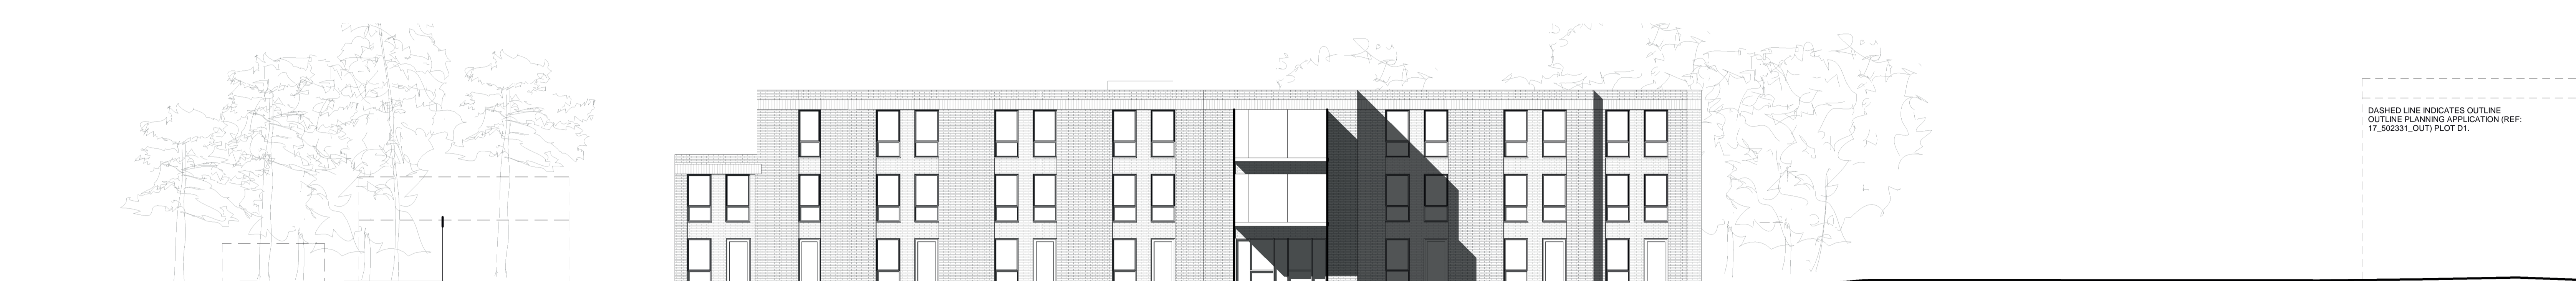 DASHED LINE INDICATES OUTLINE
OUTLINE PLANNING APPLICATION (REF:
17_502331_OUT) PLOT D1.